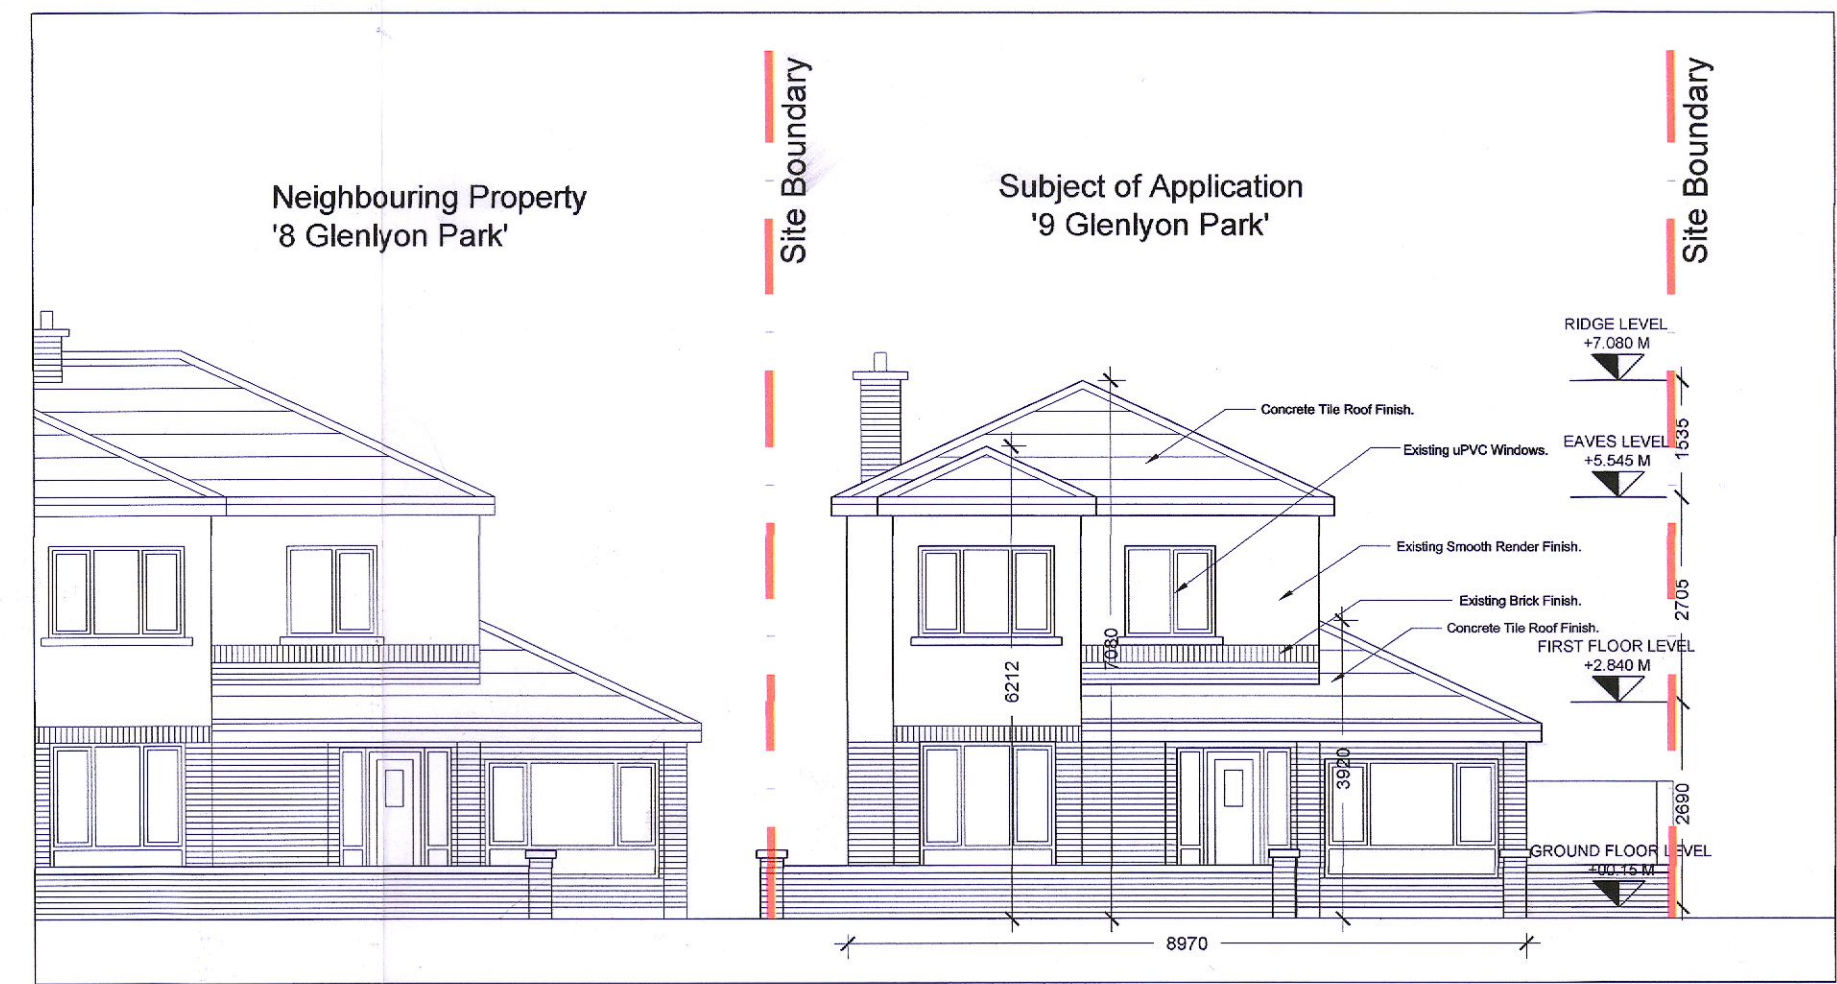 Neighbouring Property
'8 Glenlyon Park'
Site Boundary
Subject of Application
'9 Glenlyon Park'
Site Boundary
RIDGE LEVEL
+7.080 M
Concrete Tile Roof Finish.
Existing uPVC Windows.
EAVES LEVEL
+5.545 M
1535
Existing Smooth Render Finish.
Existing Brick Finish.
2705
Concrete Tile Roof Finish.
FIRST FLOOR LEVEL
+2.840 M
7080
6212
3920
2690
GROUND FLOOR LEVEL
+00.15 M
8970